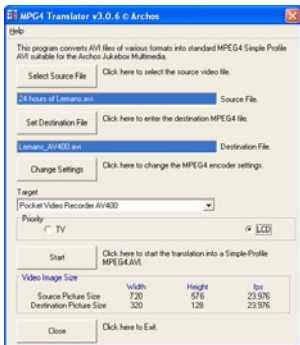 MPG4 Translator v3.0.6 © Archos
Help
This program converts AVI files of various formats into standard MPEG4 Simple Profile
AVI suitable for the Archos Jukebox Multimedia.
Select Source File
Click here to select the source video file.
24 hours of Lemans.avi
Source File.
Set Destination File
Click here to enter the destination MPEG4 file.
Lemans_AV400.avi
Destination File.
Change Settings
Click here to change the MPEG4 encoder settings.
Target
Pocket Video Recorder AV400
Priority
TV
LCD
Start
Click here to start the translation into a Simple-Profile
MPEG4 AVI.
Video Image Size
Width Height fps
Source Picture Size 720 576 23.976
Destination Picture Size 320 128 23.976
Close
Click here to Exit.